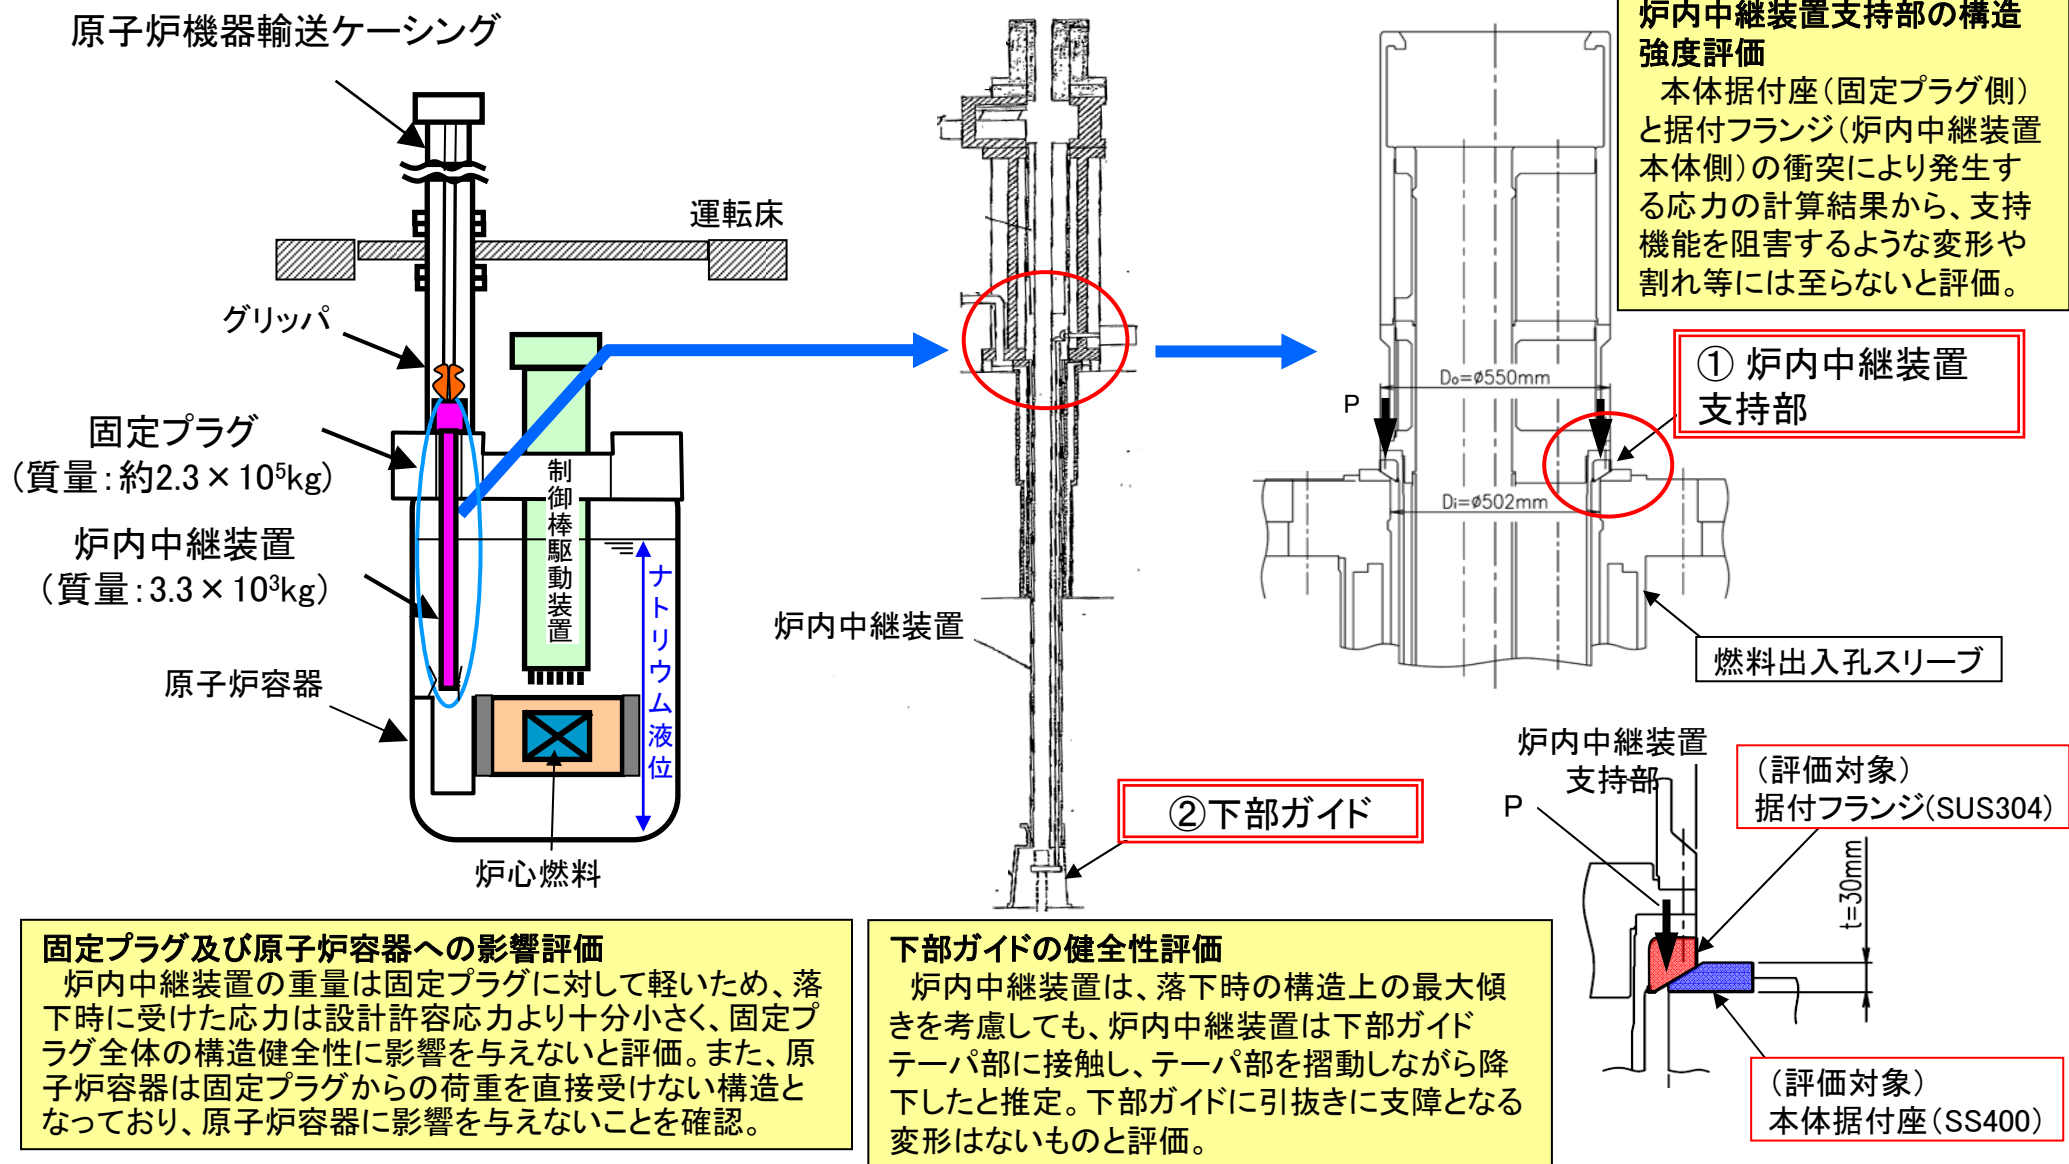 原子炉機器輸送ケーシング
運転床
グリッパ
固定プラグ
（質量：約2.3×10⁵kg）
炉内中継装置
（質量：3.3×10³kg）
原子炉容器
制御棒駆動装置
ナトリウム液位
炉心燃料
炉内中継装置
②下部ガイド
炉内中継装置支持部の構造
強度評価
本体据付座（固定プラグ側）
と据付フランジ（炉内中継装置
本体側）の衝突により発生す
る応力の計算結果から、支持
機能を阻害するような変形や
割れ等には至らないと評価。
① 炉内中継装置
支持部
Do=φ550mm
P
Di=φ502mm
燃料出入孔スリーブ
炉内中継装置
支持部
P
（評価対象）
据付フランジ(SUS304)
t=30mm
（評価対象）
本体据付座(SS400)
固定プラグ及び原子炉容器への影響評価
炉内中継装置の重量は固定プラグに対して軽いため、落
下時に受けた応力は設計許容応力より十分小さく、固定プ
ラグ全体の構造健全性に影響を与えないと評価。また、原
子炉容器は固定プラグからの荷重を直接受けない構造と
なっており、原子炉容器に影響を与えないことを確認。
下部ガイドの健全性評価
炉内中継装置は、落下時の構造上の最大傾
きを考慮しても、炉内中継装置は下部ガイド
テーパ部に接触し、テーパ部を摺動しながら降
下したと推定。下部ガイドに引抜きに支障となる
変形はないものと評価。